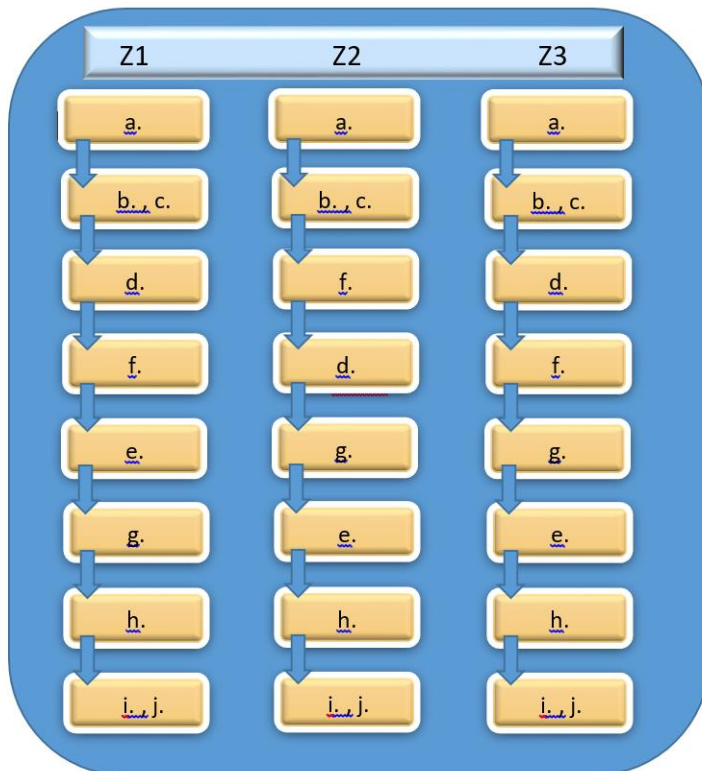 Z1 Z2 Z3
a. a. a.
b. , c. b. , c. b. , c.
d. f. d.
f. d. f.
e. g. g.
g. e. e.
h. h. h.
i. , j. i. , j. i. , j.